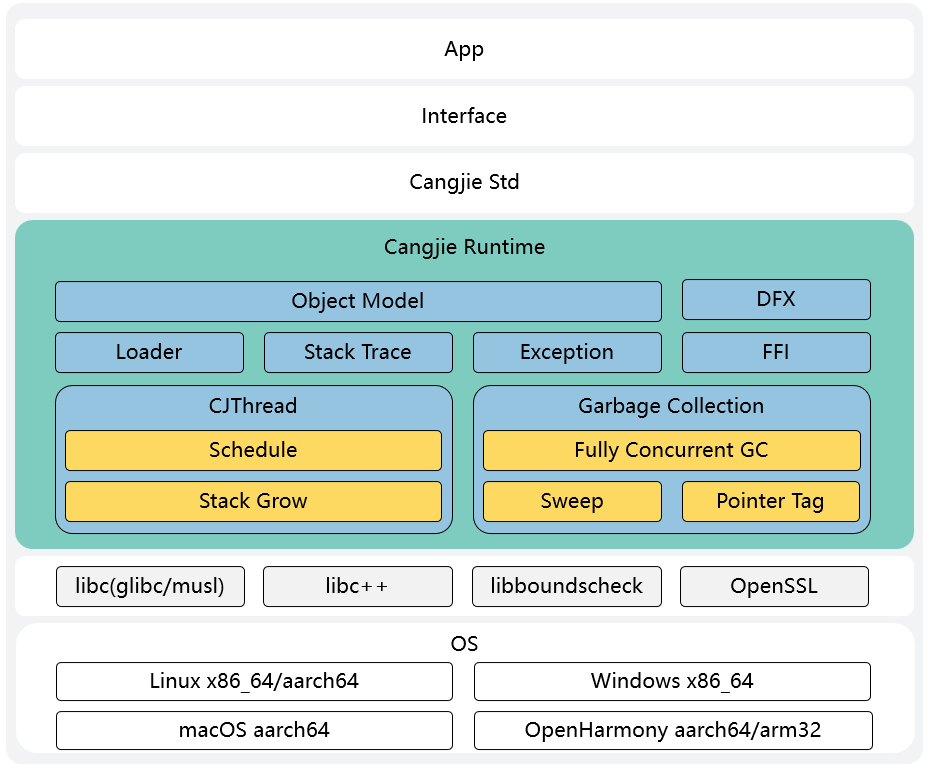 App
Interface
Cangjie Std
Cangjie Runtime
Object Model
DFX
Loader
Stack Trace
Exception
FFI
CJThread
Schedule
Stack Grow
Garbage Collection
Fully Concurrent GC
Sweep
Pointer Tag
libc(glibc/musl)
libc++
libboundscheck
OpenSSL
OS
Linux x86_64/aarch64
Windows x86_64
macOS aarch64
OpenHarmony aarch64/arm32